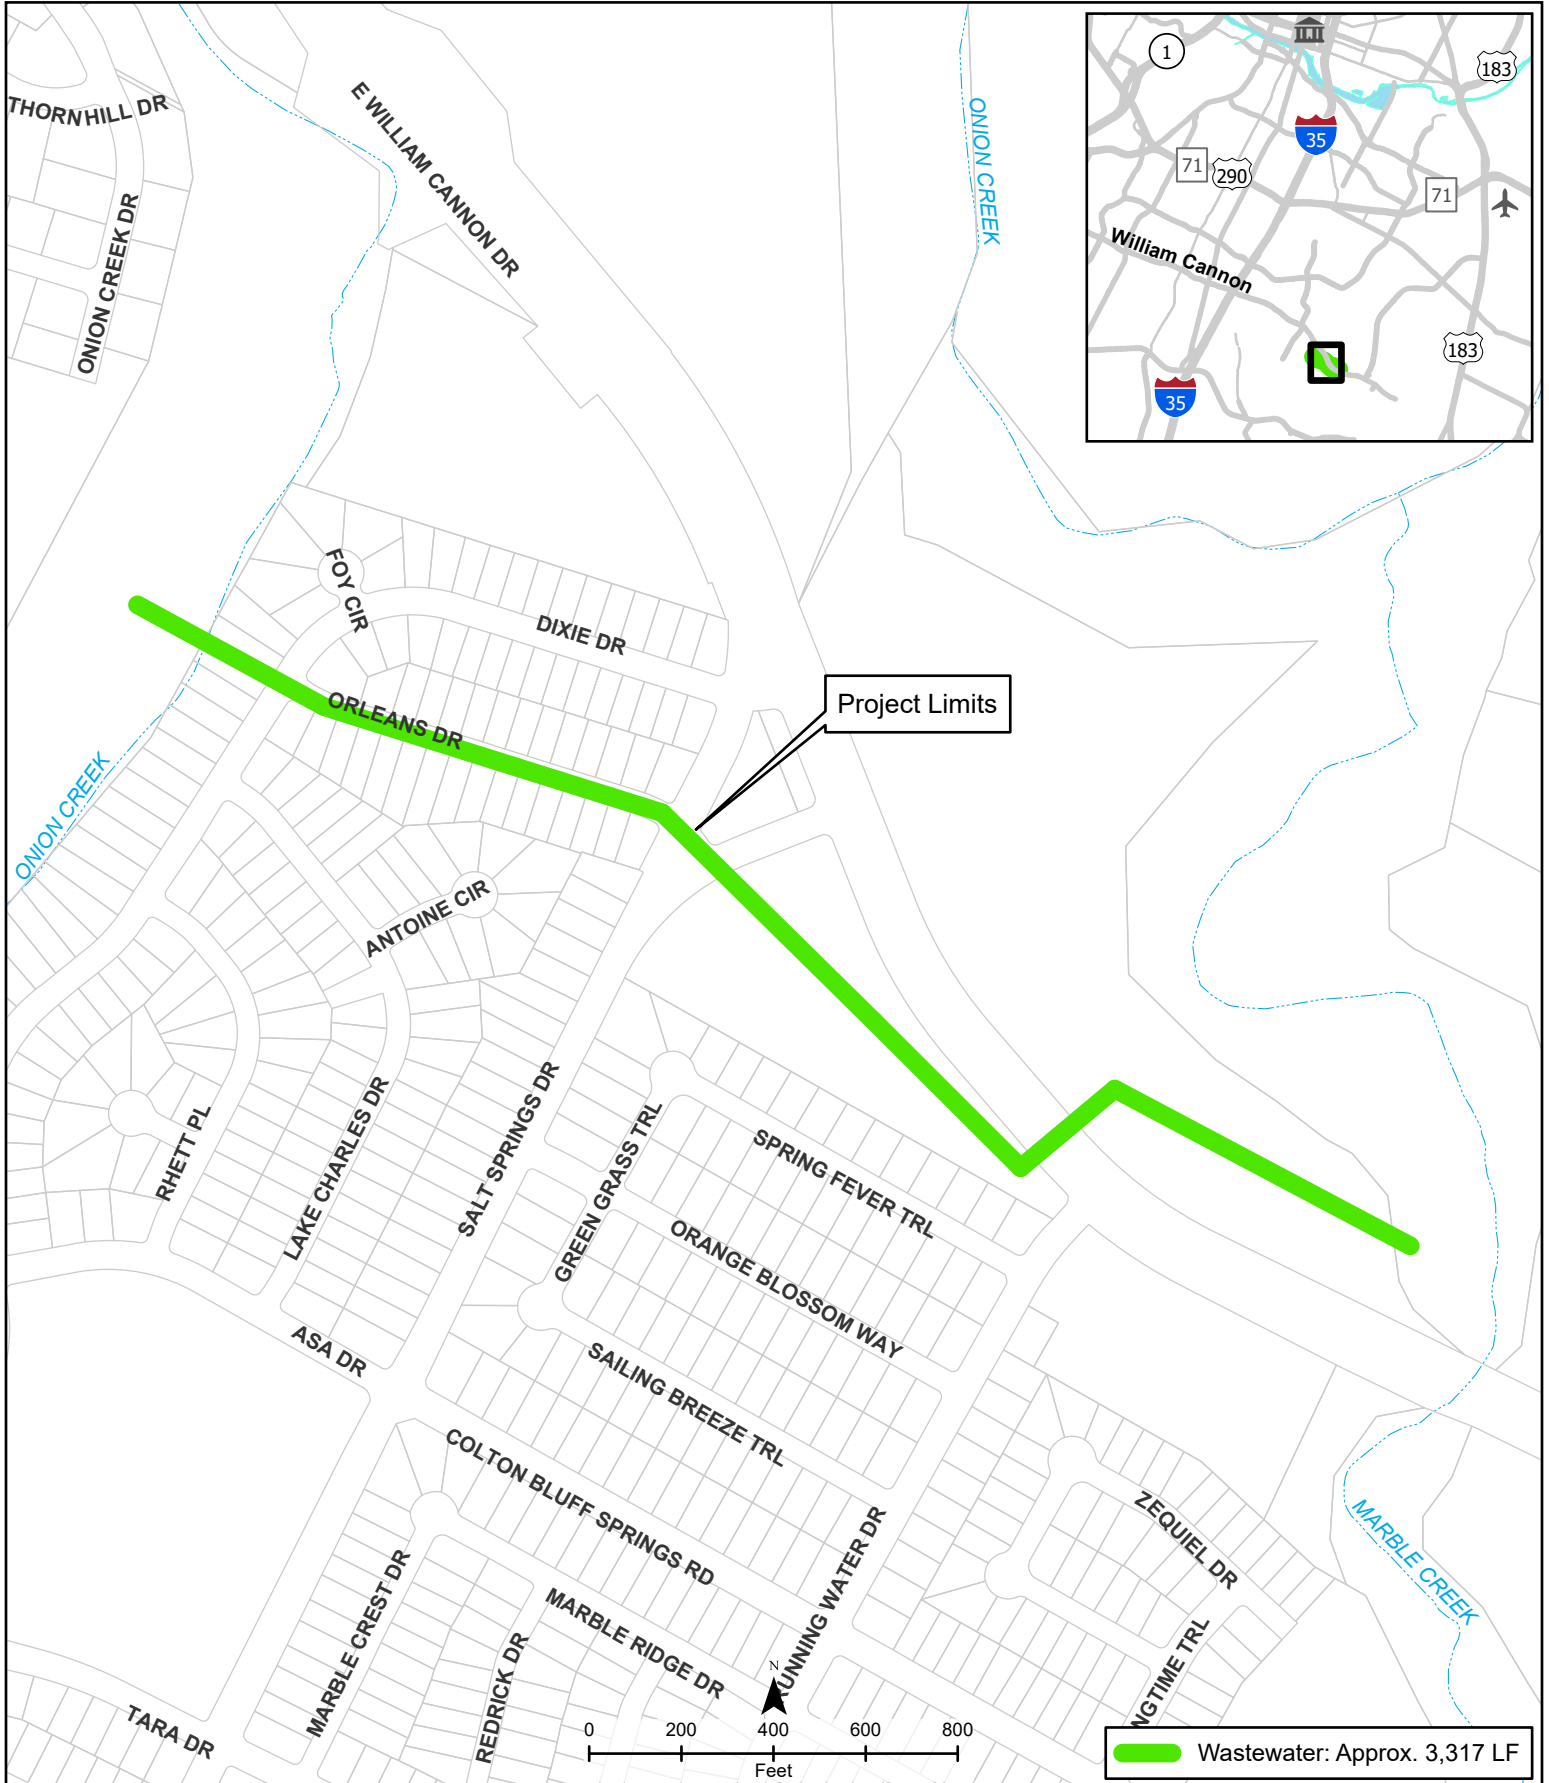 THORNHILL DR
ONION CREEK DR
E WILLIAM CANNON DR
ONION CREEK
1
183
35
71
290
71
William Cannon
183
35
FOY CIR
DIXIE DR
ORLEANS DR
Project Limits
ONION CREEK
ANTOINE CIR
RHETT PL
LAKE CHARLES DR
SALT SPRINGS DR
GREEN GRASS TRL
SPRING FEVER TRL
ORANGE BLOSSOM WAY
SAILING BREEZE TRL
ASA DR
COLTON BLUFF SPRINGS RD
MARBLE CREST DR
REDRICK DR
MARBLE RIDGE DR
RUNNING WATER DR
ZEQUIEL DR
NGTIME TRL
MARBLE CREEK
TARA DR
N
0 200 400 600 800
Feet
Wastewater: Approx. 3,317 LF